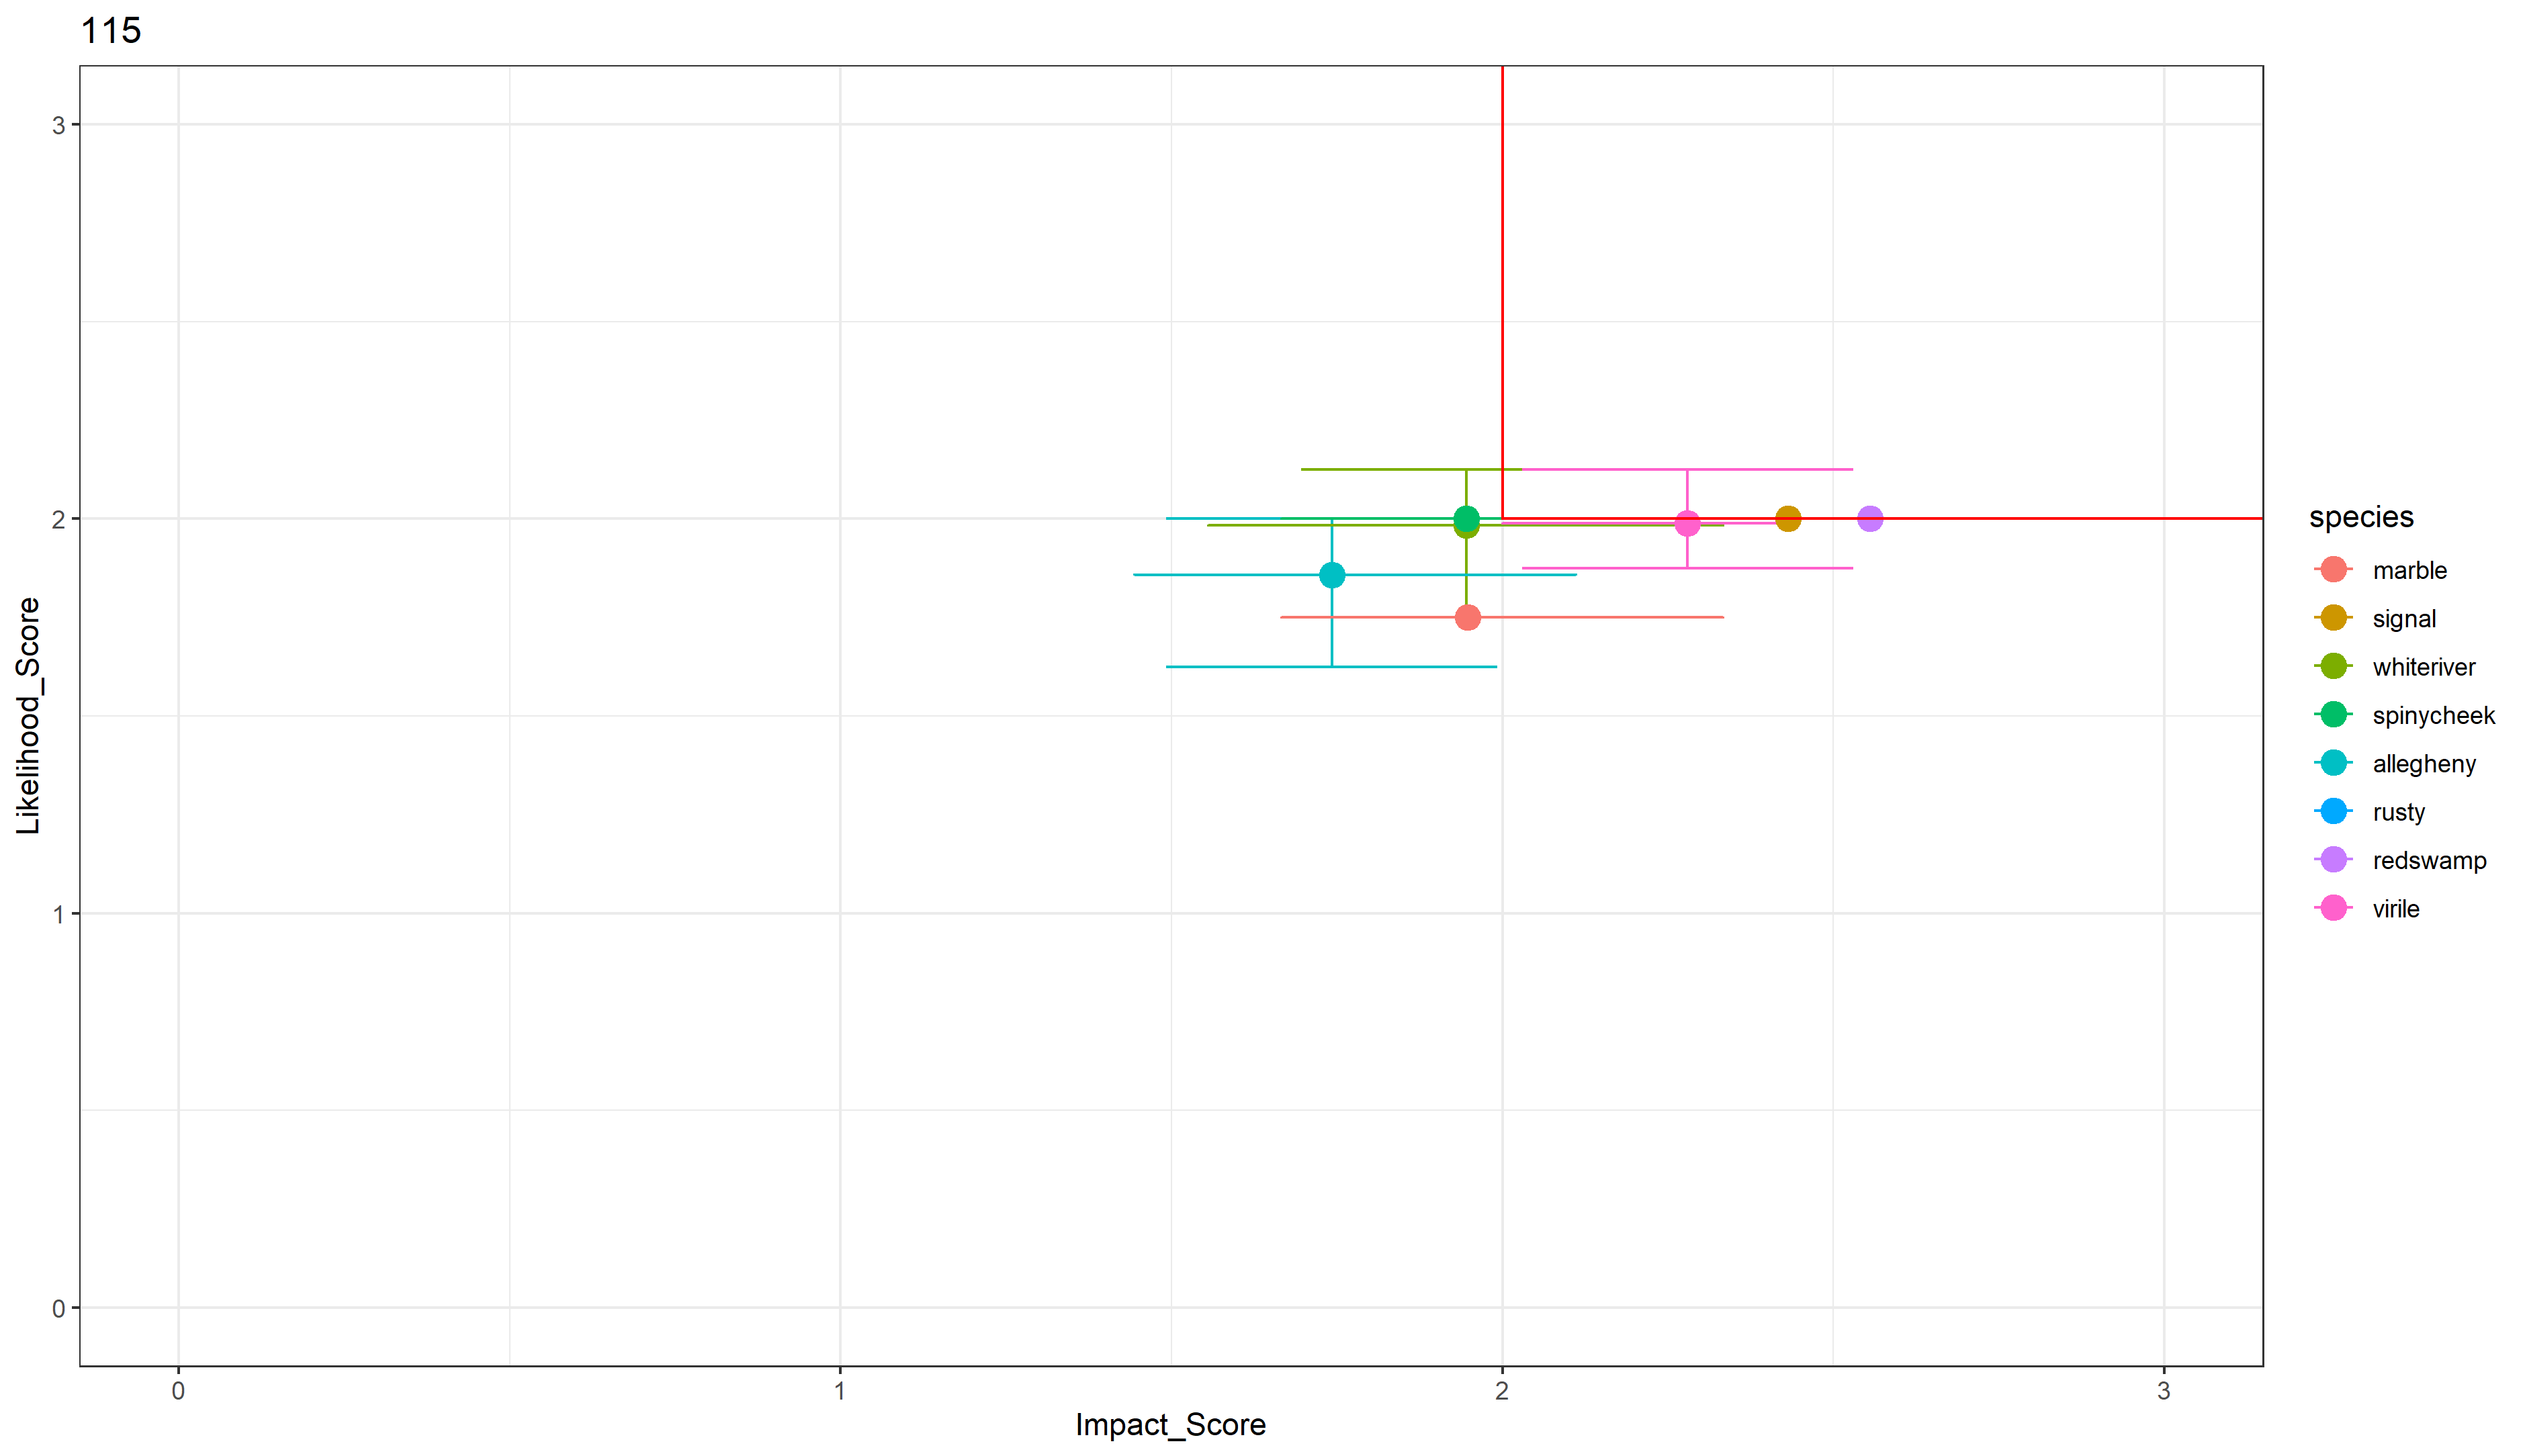 115
3
2
1
0
Likelihood_Score
0 1 2 3
Impact_Score
species
marble
signal
whiteriver
spinycheek
allegheny
rusty
redswamp
virile